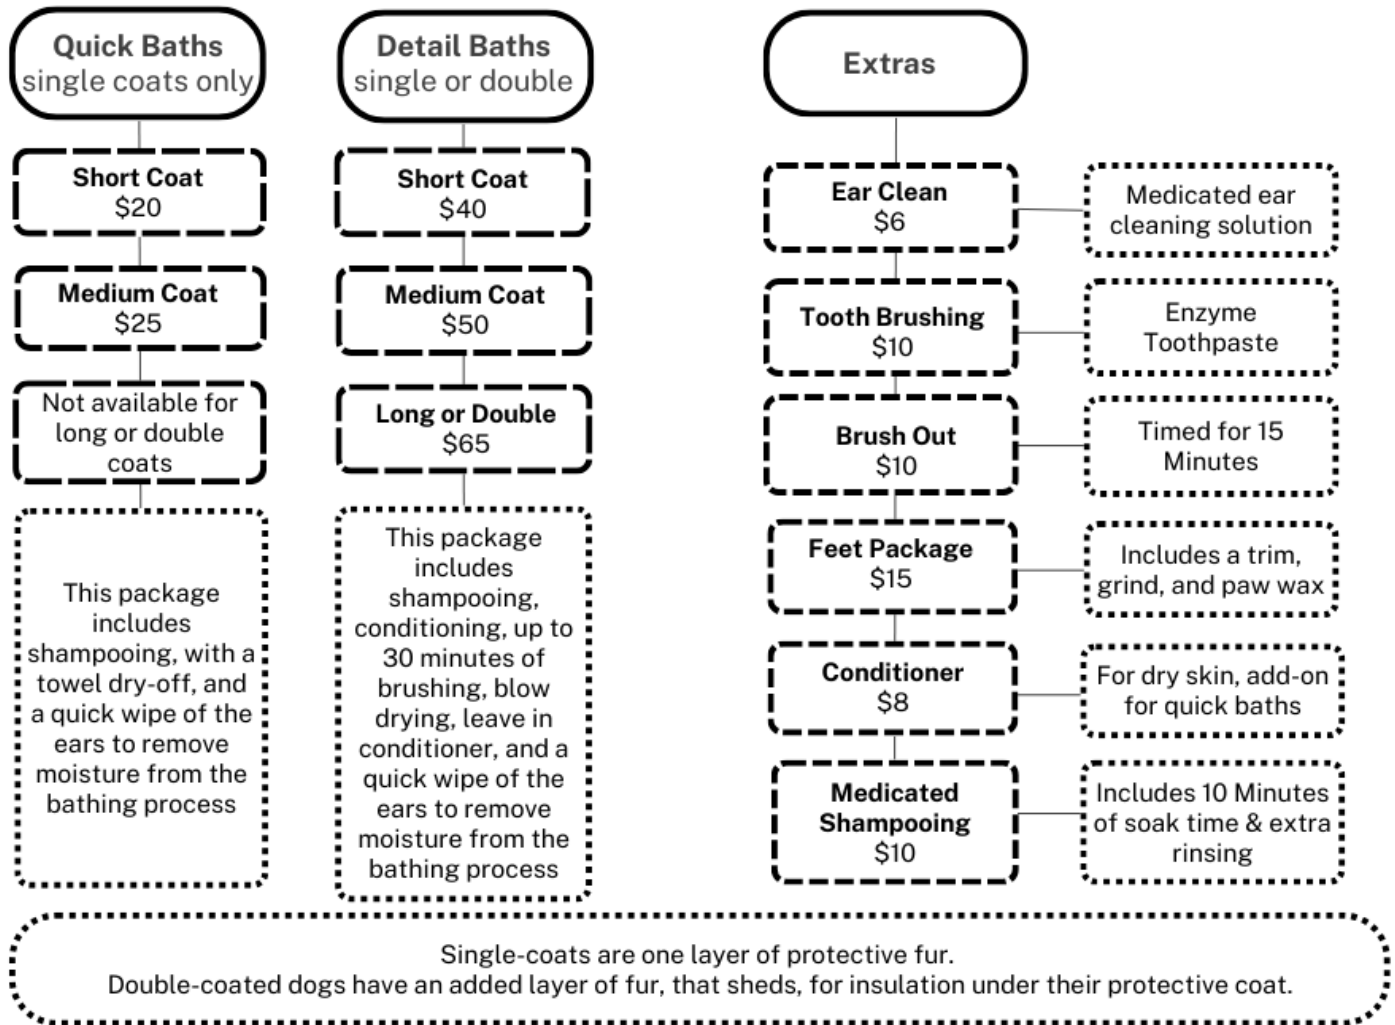 Quick Baths
single coats only
Short Coat
$20
Medium Coat
$25
Not available for
long or double
coats
This package
includes
shampooing, with a
towel dry-off, and
a quick wipe of the
ears to remove
moisture from the
bathing process
Detail Baths
single or double
Short Coat
$40
Medium Coat
$50
Long or Double
$65
This package
includes
shampooing,
conditioning, up to
30 minutes of
brushing, blow
drying, leave in
conditioner, and a
quick wipe of the
ears to remove
moisture from the
bathing process
Extras
Ear Clean
$6
Medicated ear
cleaning solution
Tooth Brushing
$10
Enzyme
Toothpaste
Brush Out
$10
Timed for 15
Minutes
Feet Package
$15
Includes a trim,
grind, and paw wax
Conditioner
$8
For dry skin, add-on
for quick baths
Medicated
Shampooing
$10
Includes 10 Minutes
of soak time & extra
rinsing
Single-coats are one layer of protective fur.
Double-coated dogs have an added layer of fur, that sheds, for insulation under their protective coat.